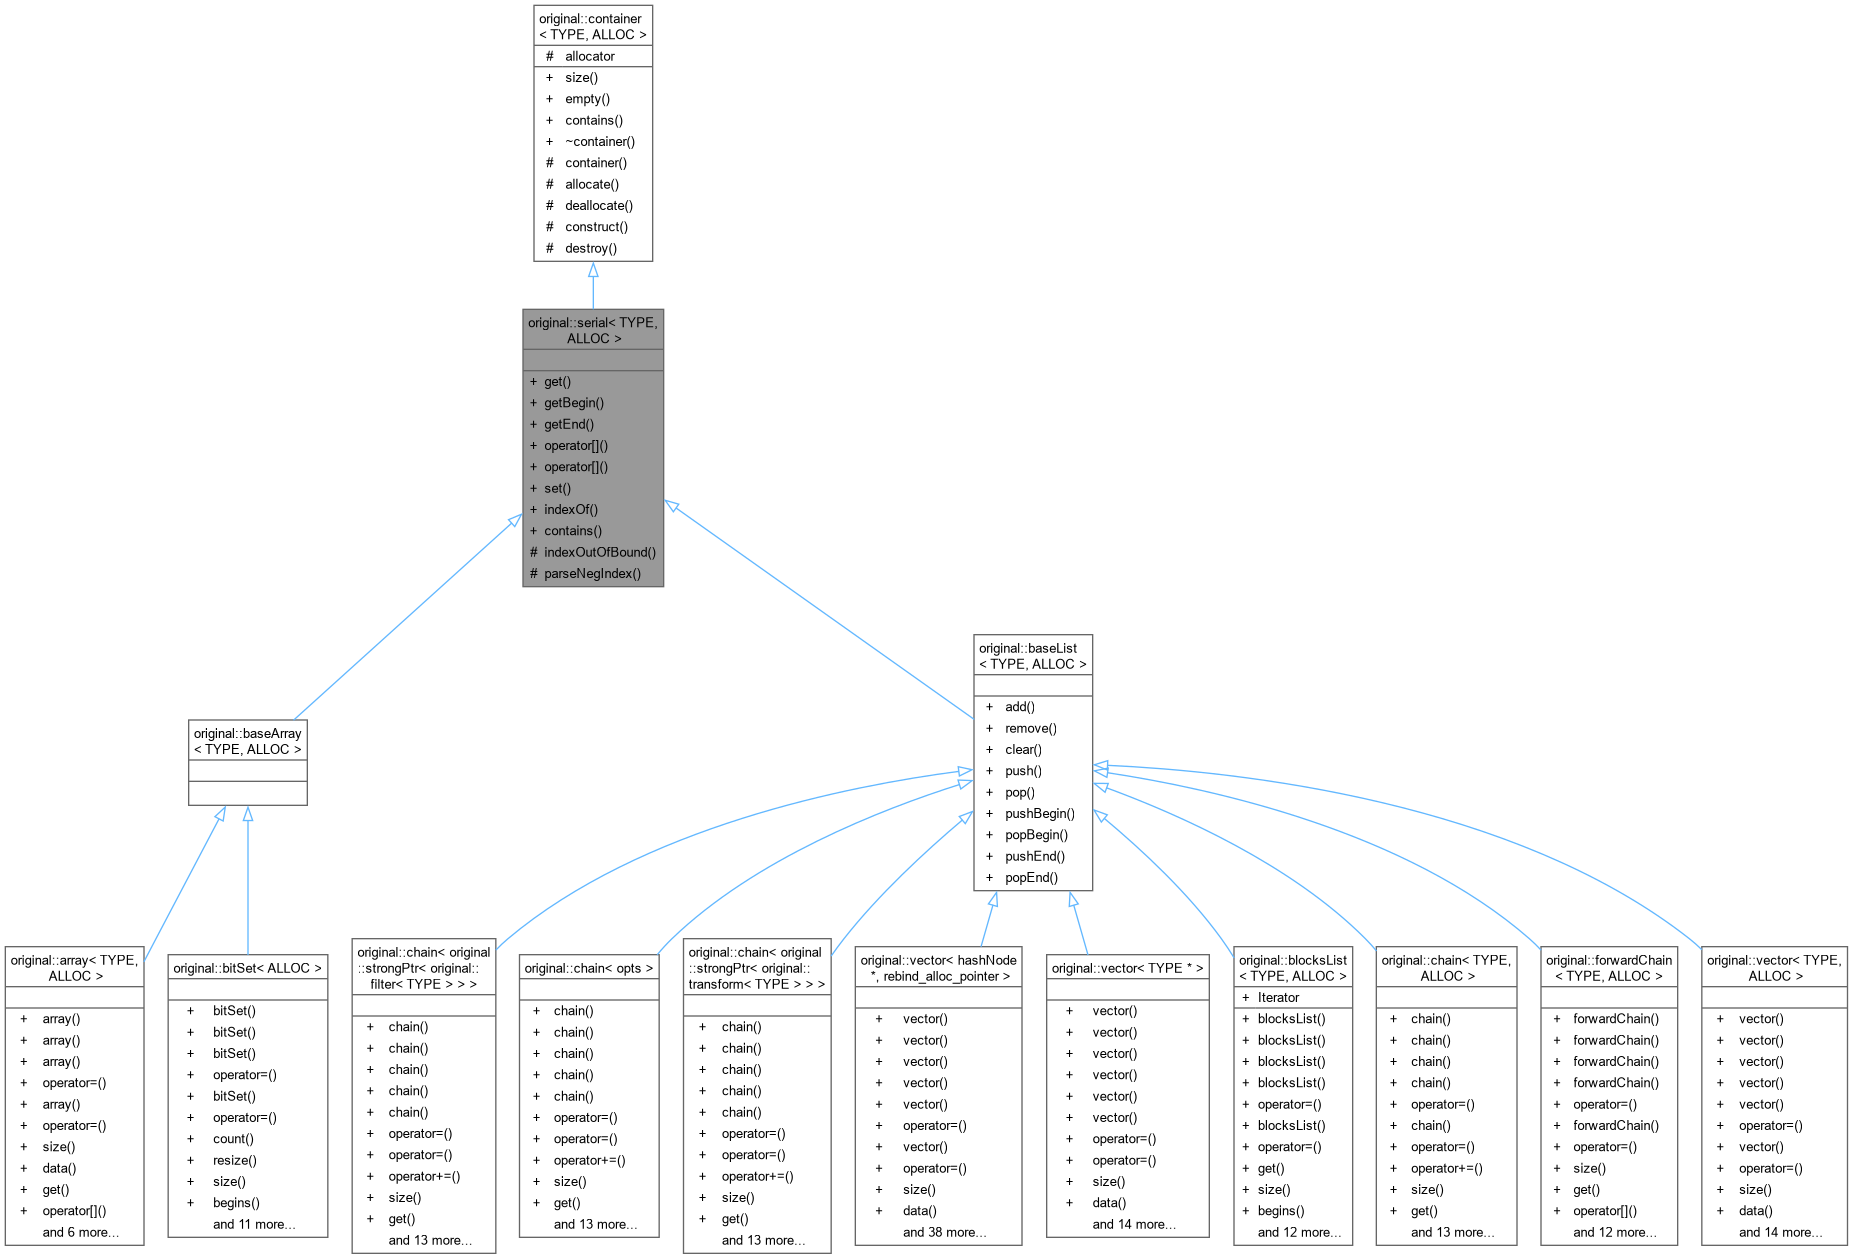 original::container
< TYPE, ALLOC >
# allocator
+ size()
+ empty()
+ contains()
+ ~container()
# container()
# allocate()
# deallocate()
# construct()
# destroy()
original::serial< TYPE,
ALLOC >
+ get()
+ getBegin()
+ getEnd()
+ operator[]()
+ operator[]()
+ set()
+ indexOf()
+ contains()
# indexOutOfBound()
# parseNegIndex()
original::baseArray
< TYPE, ALLOC >
original::baseList
< TYPE, ALLOC >
+ add()
+ remove()
+ clear()
+ push()
+ pop()
+ pushBegin()
+ popBegin()
+ pushEnd()
+ popEnd()
original::array< TYPE,
ALLOC >
+ array()
+ array()
+ array()
+ operator=()
+ array()
+ operator=()
+ size()
+ data()
+ get()
+ operator[]()
and 6 more...
original::bitSet< ALLOC >
+ bitSet()
+ bitSet()
+ bitSet()
+ operator=()
+ bitSet()
+ operator=()
+ count()
+ resize()
+ size()
+ begins()
and 11 more...
original::chain< original
::strongPtr< original::
filter< TYPE > > >
+ chain()
+ chain()
+ chain()
+ chain()
+ chain()
+ operator=()
+ operator=()
+ operator+=()
+ size()
+ get()
and 13 more...
original::chain< opts >
+ chain()
+ chain()
+ chain()
+ chain()
+ chain()
+ operator=()
+ operator=()
+ operator+=()
+ size()
+ get()
and 13 more...
original::chain< original
::strongPtr< original::
transform< TYPE > > >
+ chain()
+ chain()
+ chain()
+ chain()
+ chain()
+ operator=()
+ operator=()
+ operator+=()
+ size()
+ get()
and 13 more...
original::vector< hashNode
*, rebind_alloc_pointer >
+ vector()
+ vector()
+ vector()
+ vector()
+ vector()
+ operator=()
+ vector()
+ operator=()
+ size()
+ data()
and 38 more...
original::vector< TYPE * >
+ vector()
+ vector()
+ vector()
+ vector()
+ vector()
+ vector()
+ operator=()
+ operator=()
+ size()
+ data()
and 14 more...
original::blocksList
< TYPE, ALLOC >
+ Iterator
+ blocksList()
+ blocksList()
+ blocksList()
+ blocksList()
+ operator=()
+ blocksList()
+ operator=()
+ get()
+ size()
+ begins()
and 12 more...
original::chain< TYPE,
ALLOC >
+ chain()
+ chain()
+ chain()
+ chain()
+ operator=()
+ chain()
+ operator=()
+ operator+=()
+ size()
+ get()
and 13 more...
original::forwardChain
< TYPE, ALLOC >
+ forwardChain()
+ forwardChain()
+ forwardChain()
+ forwardChain()
+ operator=()
+ forwardChain()
+ operator=()
+ size()
+ get()
+ operator[]()
and 12 more...
original::vector< TYPE,
ALLOC >
+ vector()
+ vector()
+ vector()
+ vector()
+ vector()
+ operator=()
+ vector()
+ operator=()
+ size()
+ data()
and 14 more...